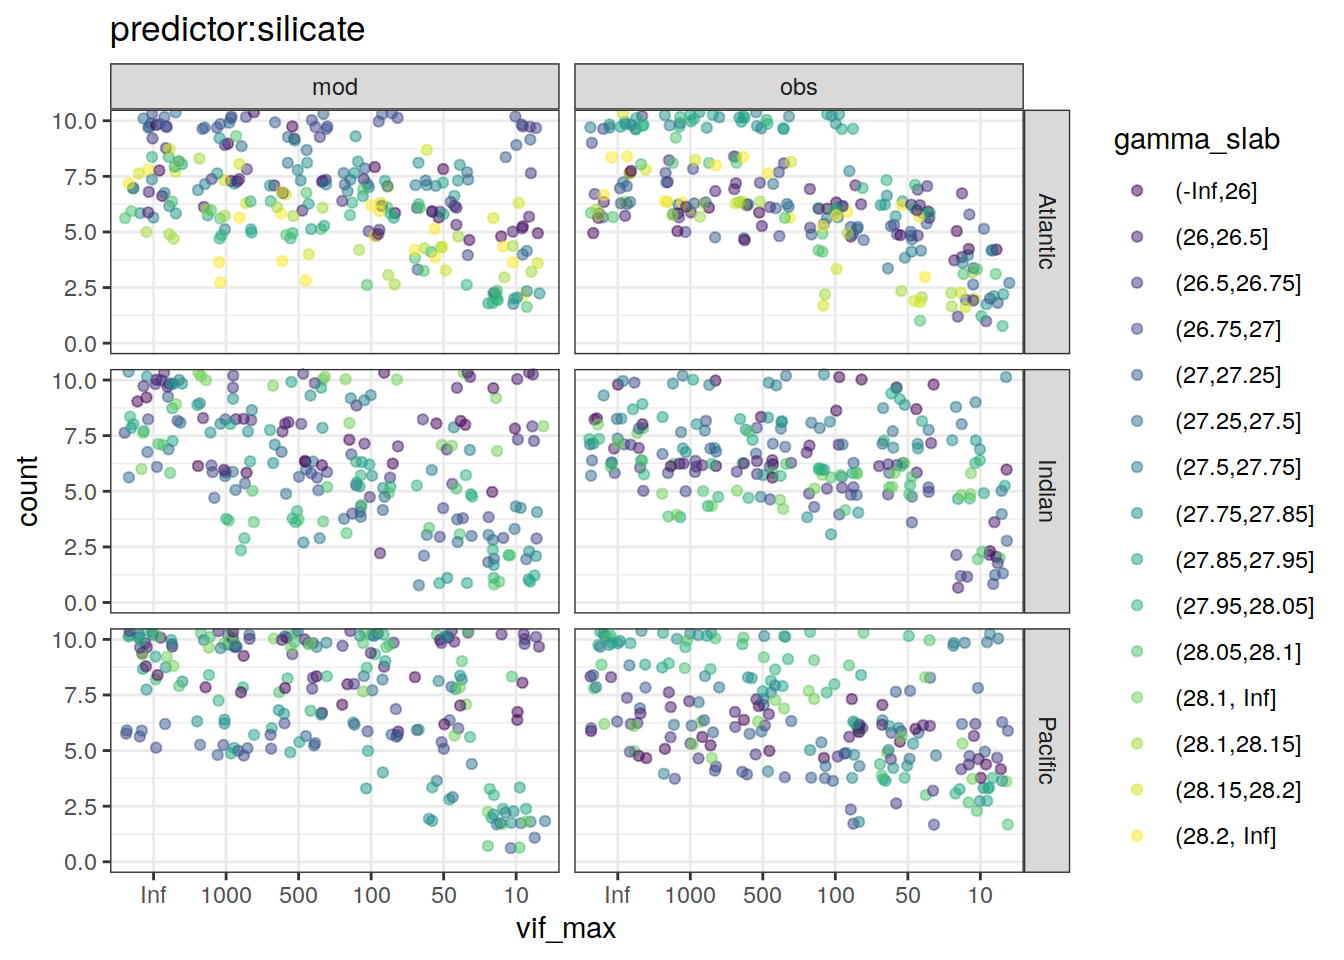 predictor:silicate
mod
obs
10.0
7.5
5.0
2.5
0.0
Atlantic
10.0
7.5
5.0
2.5
0.0
Indian
10.0
7.5
5.0
2.5
0.0
Pacific
count
Inf
1000
500
100
50
10
Inf
1000
500
100
50
10
vif_max
gamma_slab
(-Inf,26]
(26,26.5]
(26.5,26.75]
(26.75,27]
(27,27.25]
(27.25,27.5]
(27.5,27.75]
(27.75,27.85]
(27.85,27.95]
(27.95,28.05]
(28.05,28.1]
(28.1, Inf]
(28.1,28.15]
(28.15,28.2]
(28.2, Inf]